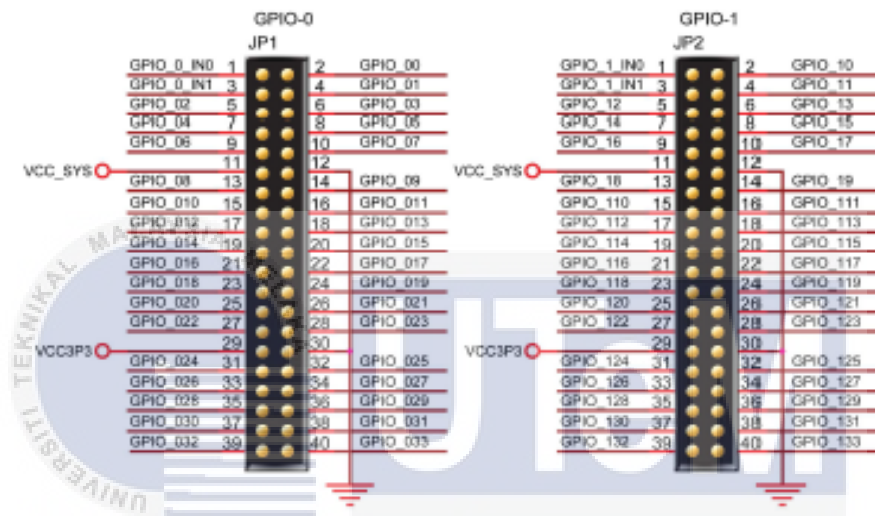 GPIO-0 GPIO-1
JP1 JP2
GPIO_0_IN0 1 2 GPIO_00 GPIO_1_IN0 1 2 GPIO_10
GPIO_0_IN1 3 4 GPIO_01 GPIO_1_IN1 3 4 GPIO_11
GPIO_02 5 6 GPIO_03 GPIO_12 5 6 GPIO_13
GPIO_04 7 8 GPIO_05 GPIO_14 7 8 GPIO_15
GPIO_06 9 10 GPIO_07 GPIO_16 9 10 GPIO_17
VCC_SYS 11 12 VCC_SYS 11 12
GPIO_08 13 14 GPIO_09 GPIO_18 13 14 GPIO_19
GPIO_010 15 16 GPIO_011 GPIO_110 15 16 GPIO_111
GPIO_012 17 18 GPIO_013 GPIO_112 17 18 GPIO_113
GPIO_014 19 20 GPIO_015 GPIO_114 19 20 GPIO_115
GPIO_016 21 22 GPIO_017 GPIO_116 21 22 GPIO_117
GPIO_018 23 24 GPIO_019 GPIO_118 23 24 GPIO_119
GPIO_020 25 26 GPIO_021 GPIO_120 25 26 GPIO_121
GPIO_022 27 28 GPIO_023 GPIO_122 27 28 GPIO_123
VCC3P3 29 30 VCC3P3 29 30
GPIO_024 31 32 GPIO_025 GPIO_124 31 32 GPIO_125
GPIO_026 33 34 GPIO_027 GPIO_126 33 34 GPIO_127
GPIO_028 35 36 GPIO_029 GPIO_128 35 36 GPIO_129
GPIO_030 37 38 GPIO_031 GPIO_130 37 38 GPIO_131
GPIO_032 39 40 GPIO_033 GPIO_132 39 40 GPIO_133
UNIVERSITI TEKNIKAL MALAYSIA MELAKA
UTeM